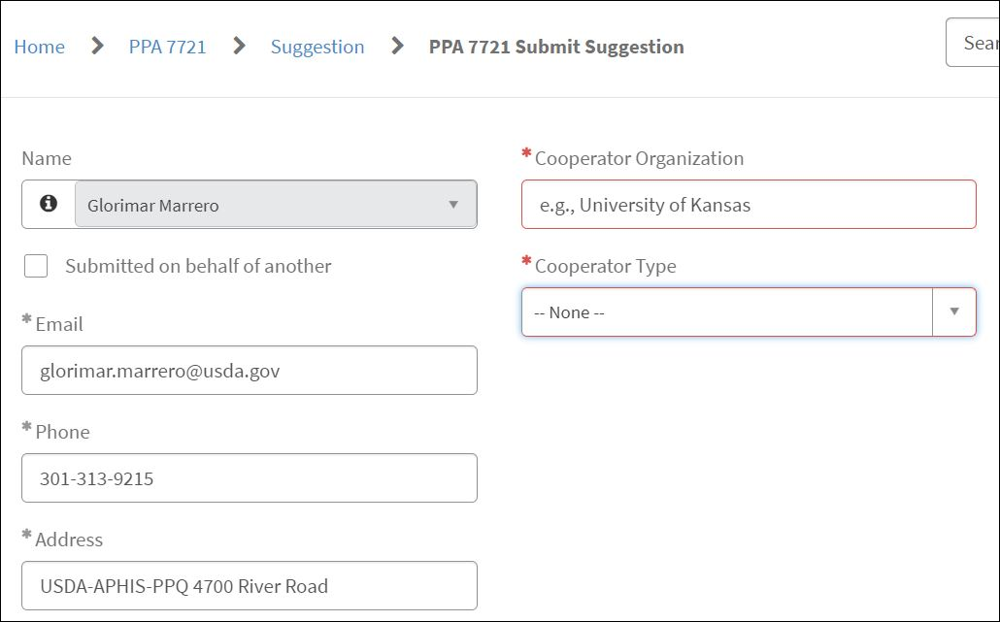 Home > PPA 7721 > Suggestion > PPA 7721 Submit Suggestion
Name
Glorimar Marrero
Submitted on behalf of another
* Email
glorimar.marrero@usda.gov
* Phone
301-313-9215
* Address
USDA-APHIS-PPQ 4700 River Road
* Cooperator Organization
e.g., University of Kansas
* Cooperator Type
-- None --